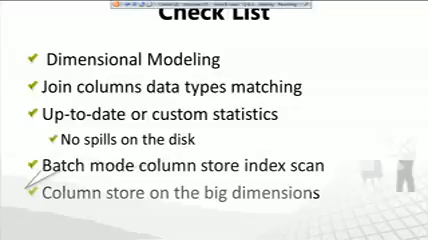 Check List
Dimensional Modeling
Join columns data types matching
Up-to-date or custom statistics
No spills on the disk
Batch mode column store index scan
Column store on the big dimensions